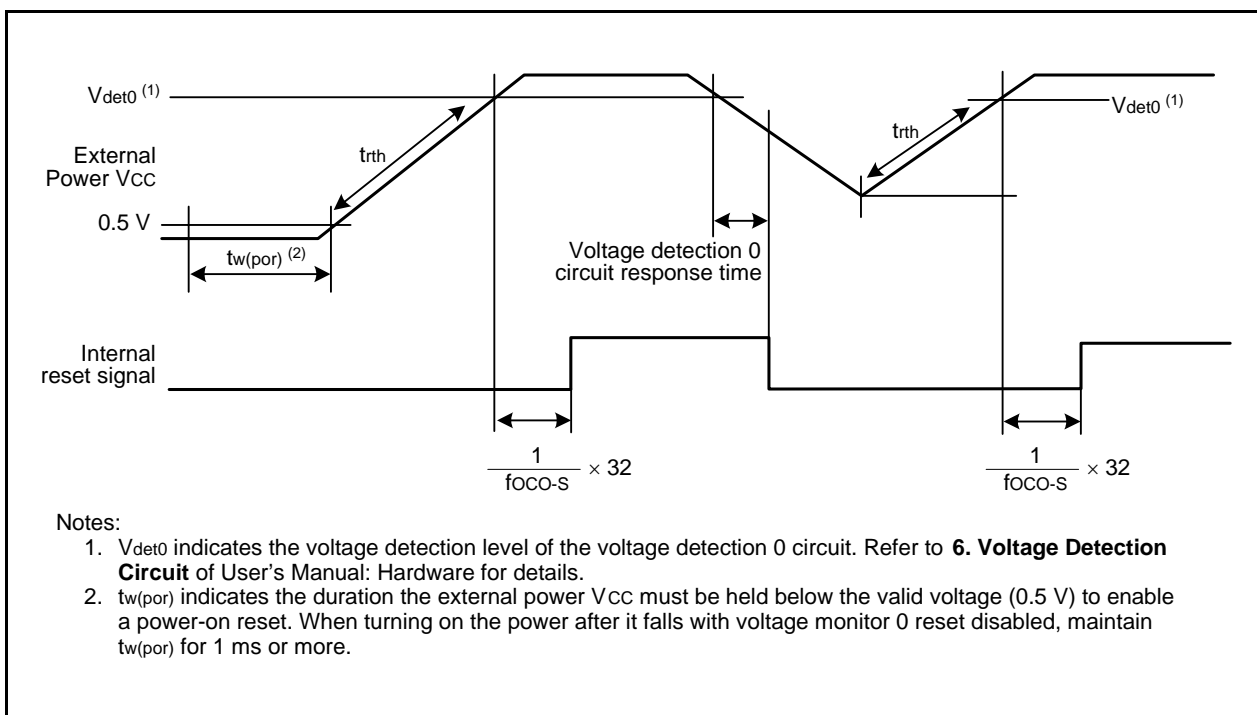 Vdet0 (1)
Vdet0 (1)
trth
trth
External
Power VCC
0.5 V
tw(por) (2)
Voltage detection 0
circuit response time
Internal
reset signal
1
fOCO-S
× 32
1
fOCO-S
× 32
Notes:
1. Vdet0 indicates the voltage detection level of the voltage detection 0 circuit. Refer to 6. Voltage Detection
Circuit of User's Manual: Hardware for details.
2. tw(por) indicates the duration the external power VCC must be held below the valid voltage (0.5 V) to enable
a power-on reset. When turning on the power after it falls with voltage monitor 0 reset disabled, maintain
tw(por) for 1 ms or more.